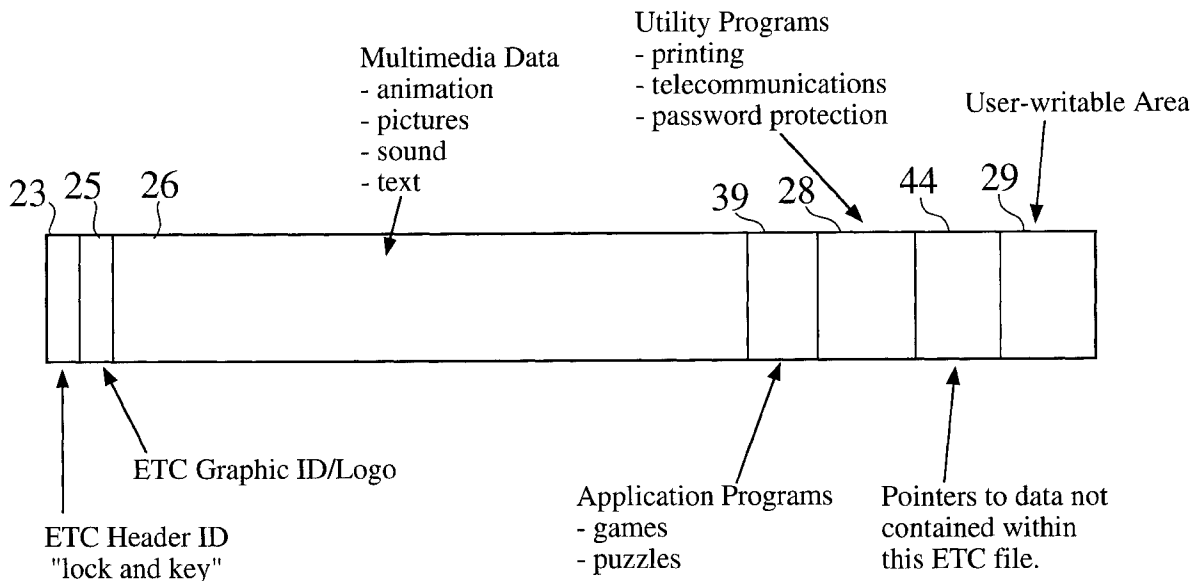 Utility Programs
- printing
- telecommunications
- password protection
Multimedia Data
- animation
- pictures
- sound
- text
User-writable Area
23 25 26 39 28 44 29
ETC Graphic ID/Logo
ETC Header ID
"lock and key"
Application Programs
- games
- puzzles
Pointers to data not
contained within
this ETC file.